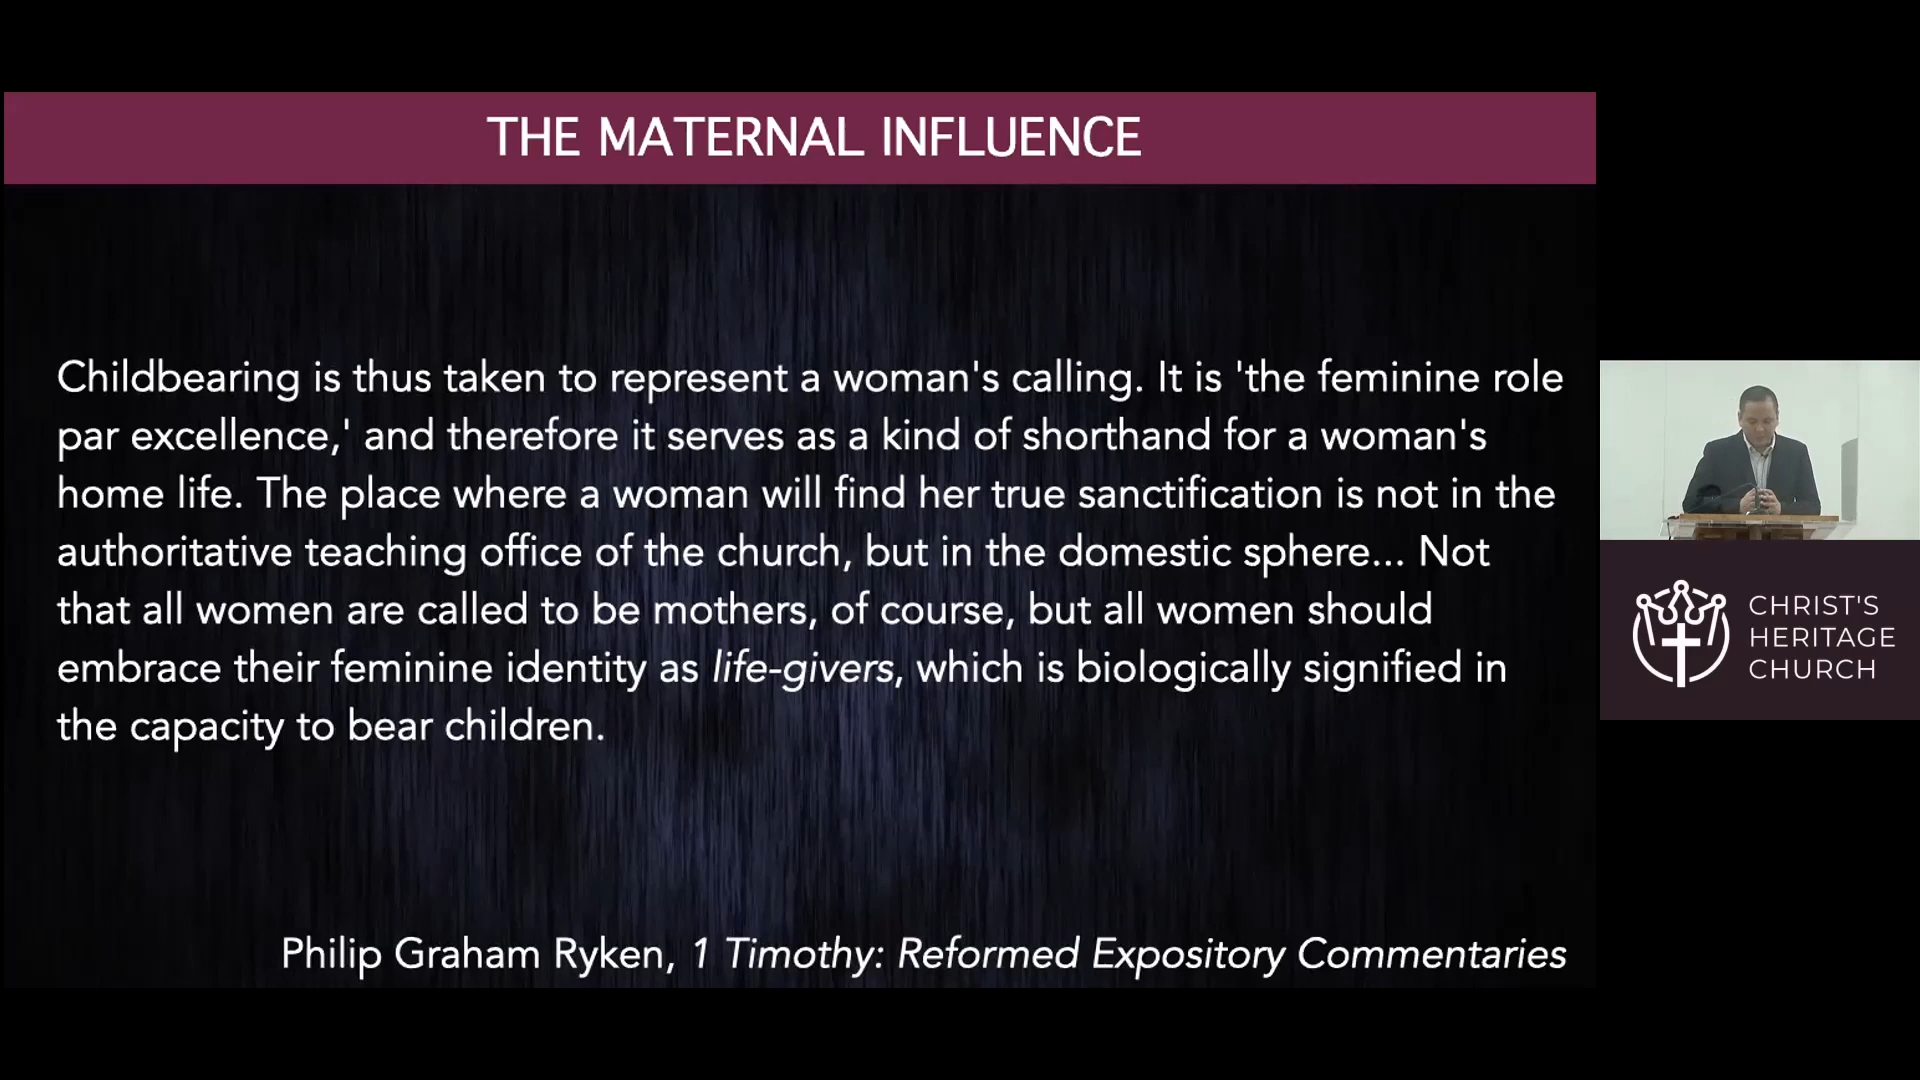 THE MATERNAL INFLUENCE
Childbearing is thus taken to represent a woman's calling. It is 'the feminine role
par excellence,' and therefore it serves as a kind of shorthand for a woman's
home life. The place where a woman will find her true sanctification is not in the
authoritative teaching office of the church, but in the domestic sphere... Not
that all women are called to be mothers, of course, but all women should
embrace their feminine identity as life-givers, which is biologically signified in
the capacity to bear children.
Philip Graham Ryken, 1 Timothy: Reformed Expository Commentaries
CHRIST'S
HERITAGE
CHURCH